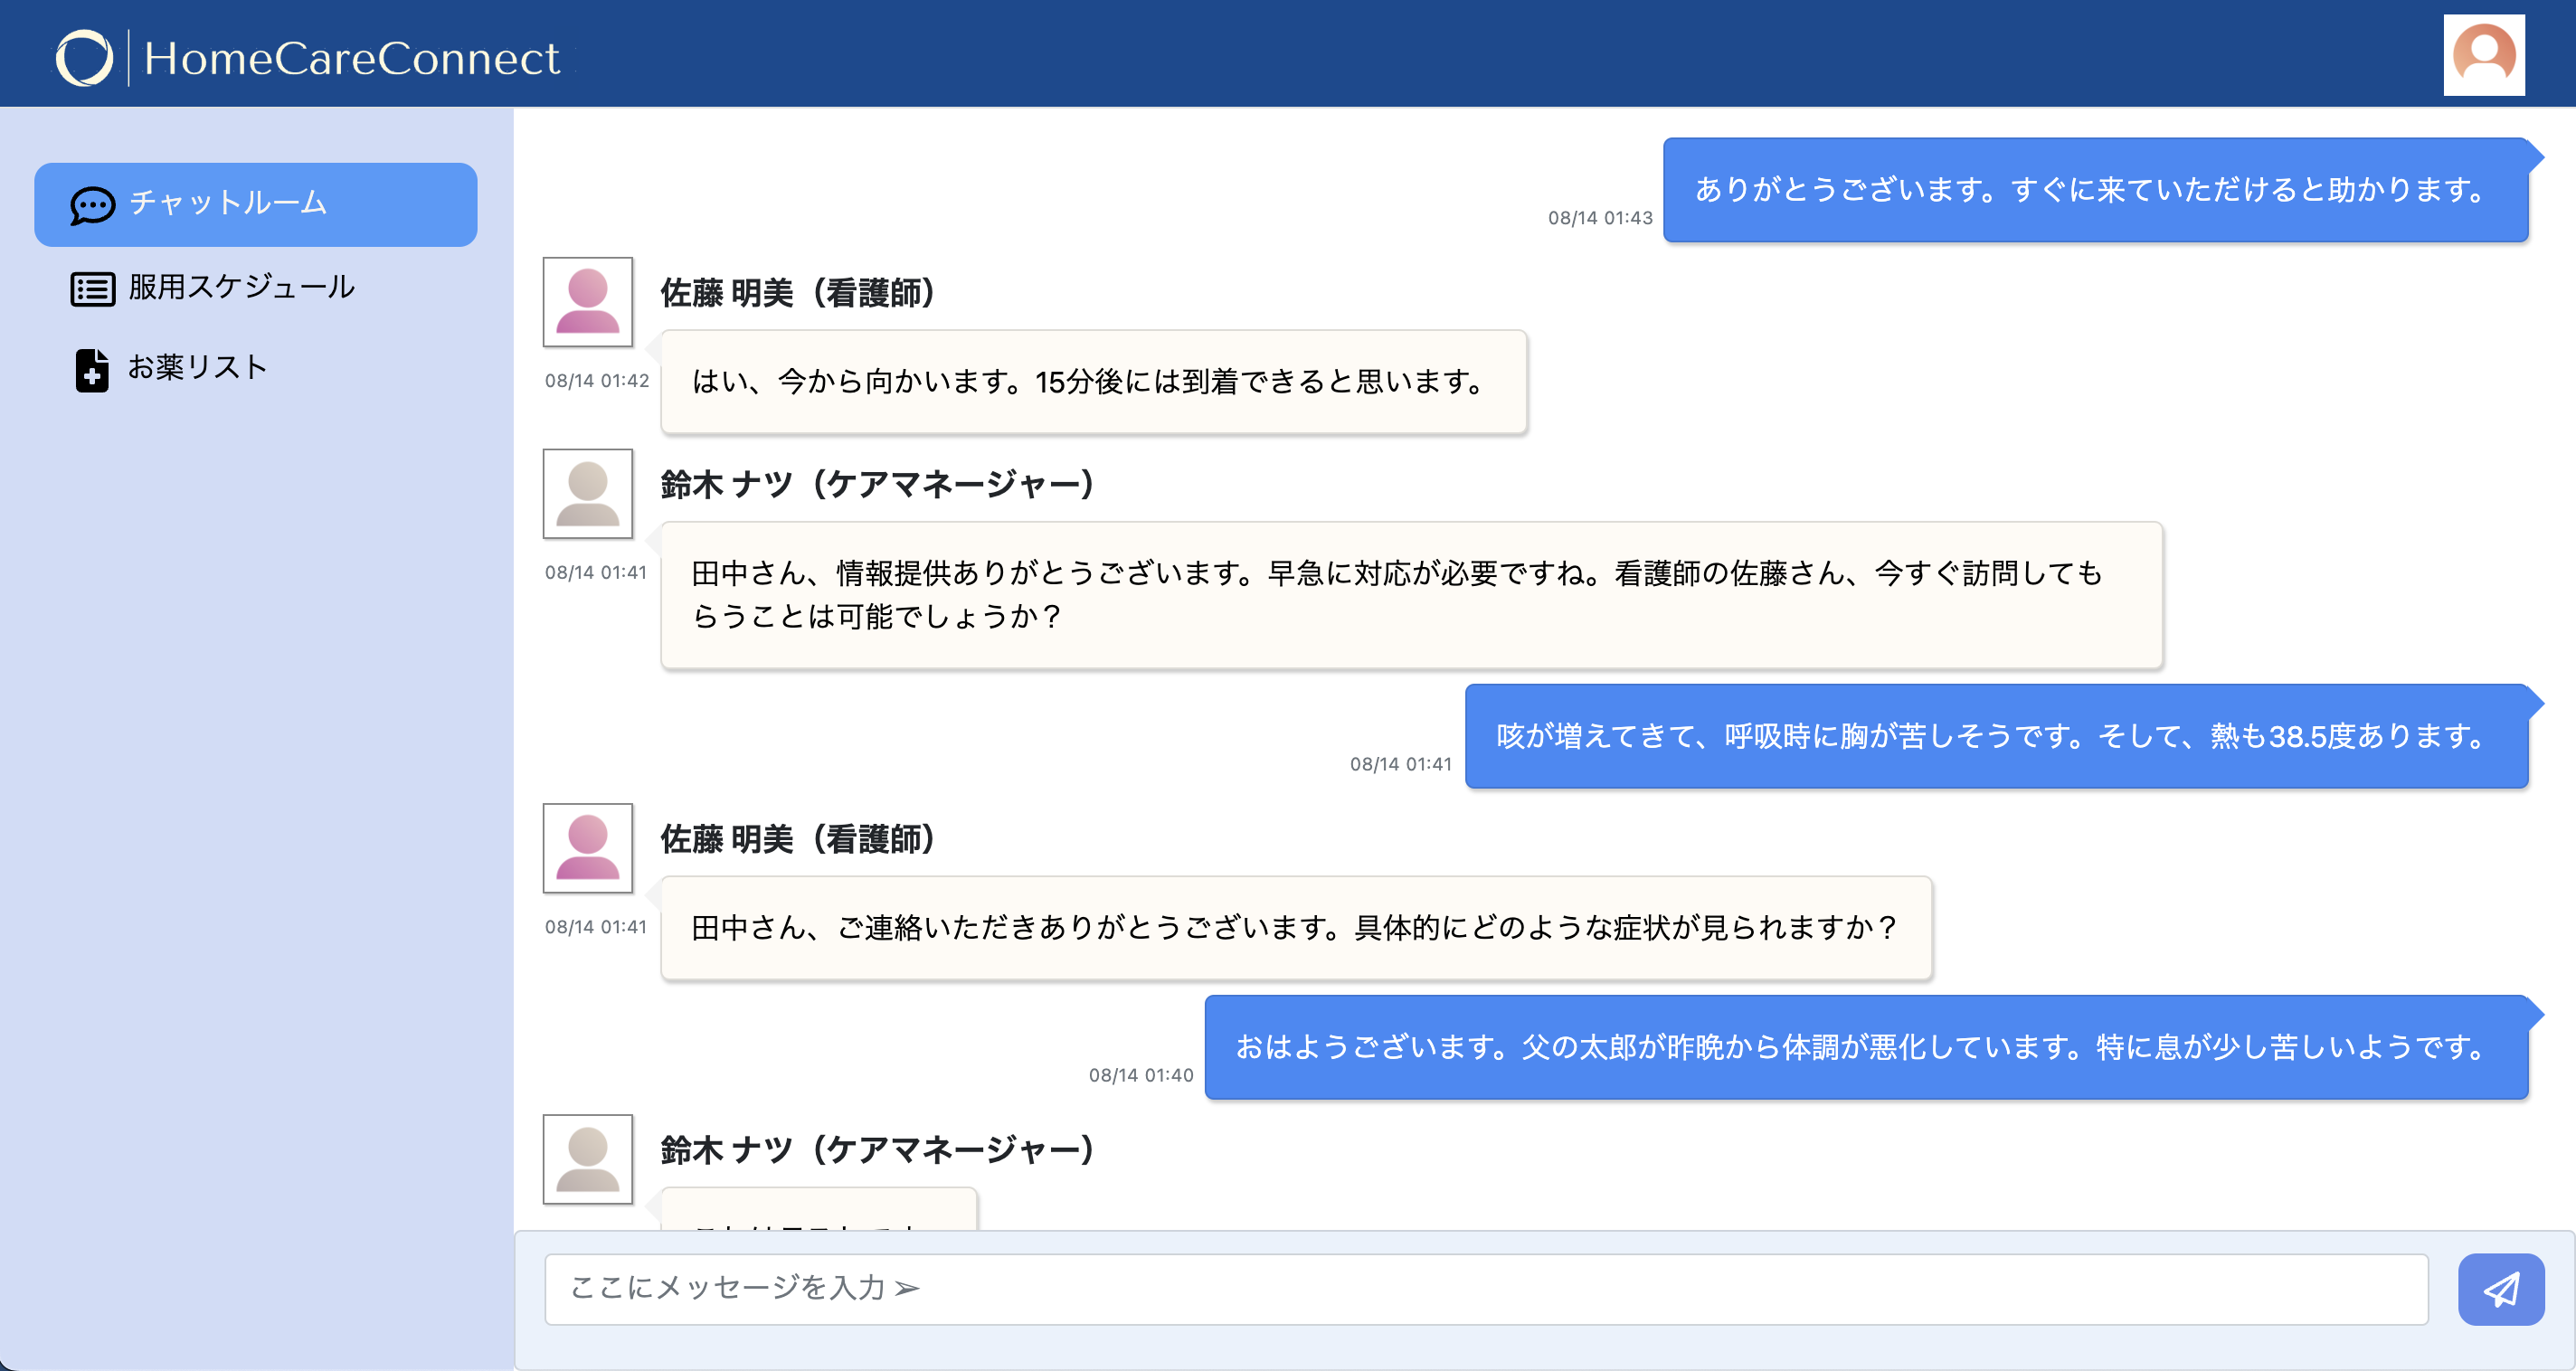 HomeCareConnect
チャットルーム
服用スケジュール
お薬リスト
ありがとうございます。すぐに来ていただけると助かります。
08/14 01:43
佐藤 明美（看護師）
08/14 01:42
はい、今から向かいます。15分後には到着できると思います。
鈴木 ナツ（ケアマネージャー）
08/14 01:41
田中さん、情報提供ありがとうございます。早急に対応が必要ですね。看護師の佐藤さん、今すぐ訪問しても
らうことは可能でしょうか？
咳が増えてきて、呼吸時に胸が苦しそうです。そして、熱も38.5度あります。
08/14 01:41
佐藤 明美（看護師）
08/14 01:41
田中さん、ご連絡いただきありがとうございます。具体的にどのような症状が見られますか？
おはようございます。父の太郎が昨晩から体調が悪化しています。特に息が少し苦しいようです。
08/14 01:40
鈴木 ナツ（ケアマネージャー）
ここにメッセージを入力 ➢